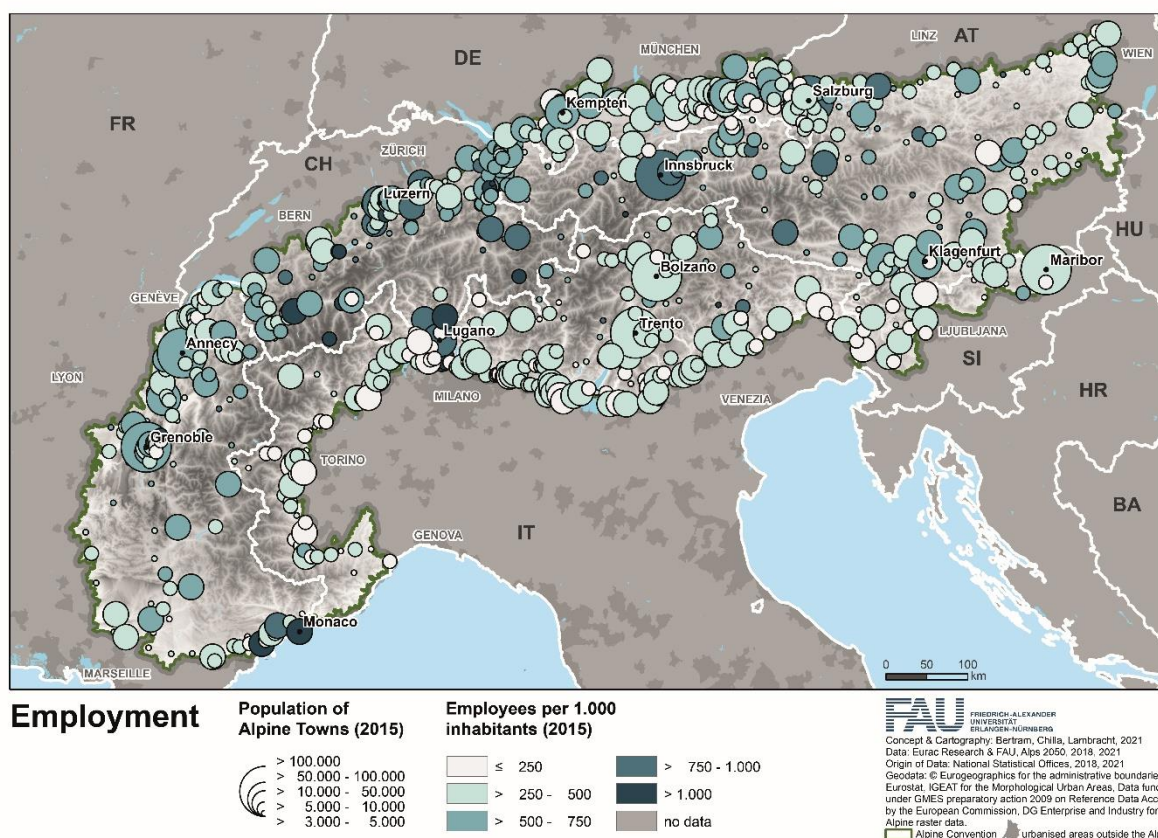 DE
MÜNCHEN
LINZ
AT
WIEN
Kempten
Salzburg
FR
CH
ZÜRICH
Innsbruck
Luzern
BERN
HU
Klagenfurt
Maribor
Bolzano
GENÈVE
Lugano
Trento
LJUBLJANA
SI
Annecy
LYON
MILANO
VENEZIA
HR
Grenoble
TORINO
BA
GENOVA
IT
Monaco
MARSEILLE
0 50 100
km
Employment
Population of
Alpine Towns (2015)
> 100.000
> 50.000 - 100.000
> 10.000 - 50.000
> 5.000 - 10.000
> 3.000 - 5.000
Employees per 1.000
inhabitants (2015)
≤ 250
> 250 - 500
> 500 - 750
> 750 - 1.000
> 1.000
no data
FAU
FRIEDRICH-ALEXANDER
UNIVERSITÄT
ERLANGEN-NÜRNBERG
Concept & Cartography: Bertram, Chilla, Lambracht, 2021
Data: Eurac Research & FAU, Alps 2050, 2018, 2021
Origin of Data: National Statistical Offices, 2018, 2021
Geodata: © Eurogeographics for the administrative boundarie
Eurostat, IGEAT for the Morphological Urban Areas, Data fun
under GMES preparatory action 2009 on Reference Data Acc
by the European Commission, DG Enterprise and Industry for
Alpine raster data.
Alpine Convention urbanised areas outside the Al